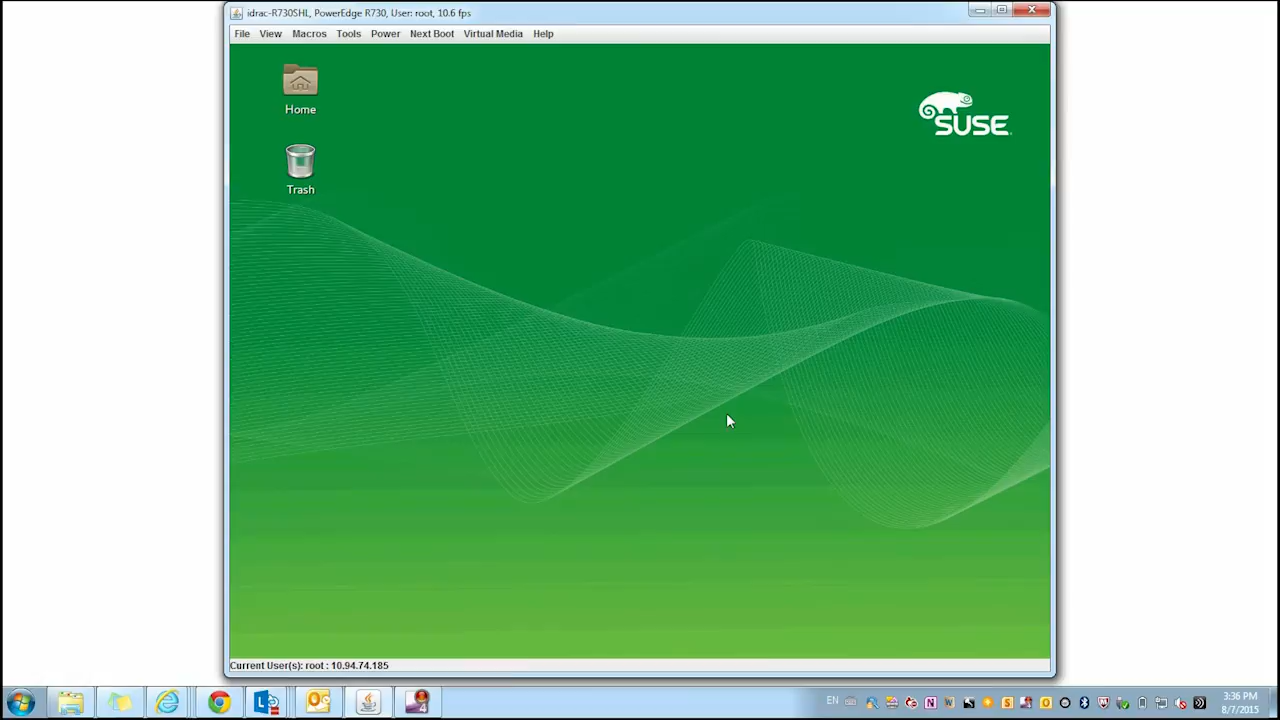 idrac-R730SHL, PowerEdge R730, User: root, 10.6 fps
File View Macros Tools Power Next Boot Virtual Media Help
Home
SUSE
Trash
Current User(s): root : 10.94.74.185
EN
3:36 PM
8/7/2015